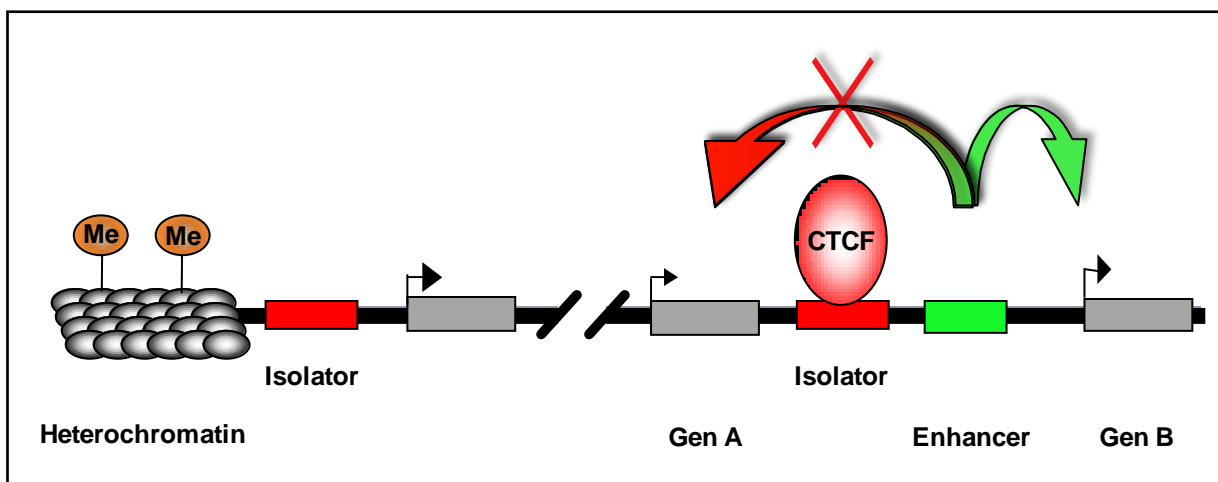 Me Me
CTCF
Isolator Isolator
Heterochromatin Gen A Enhancer Gen B